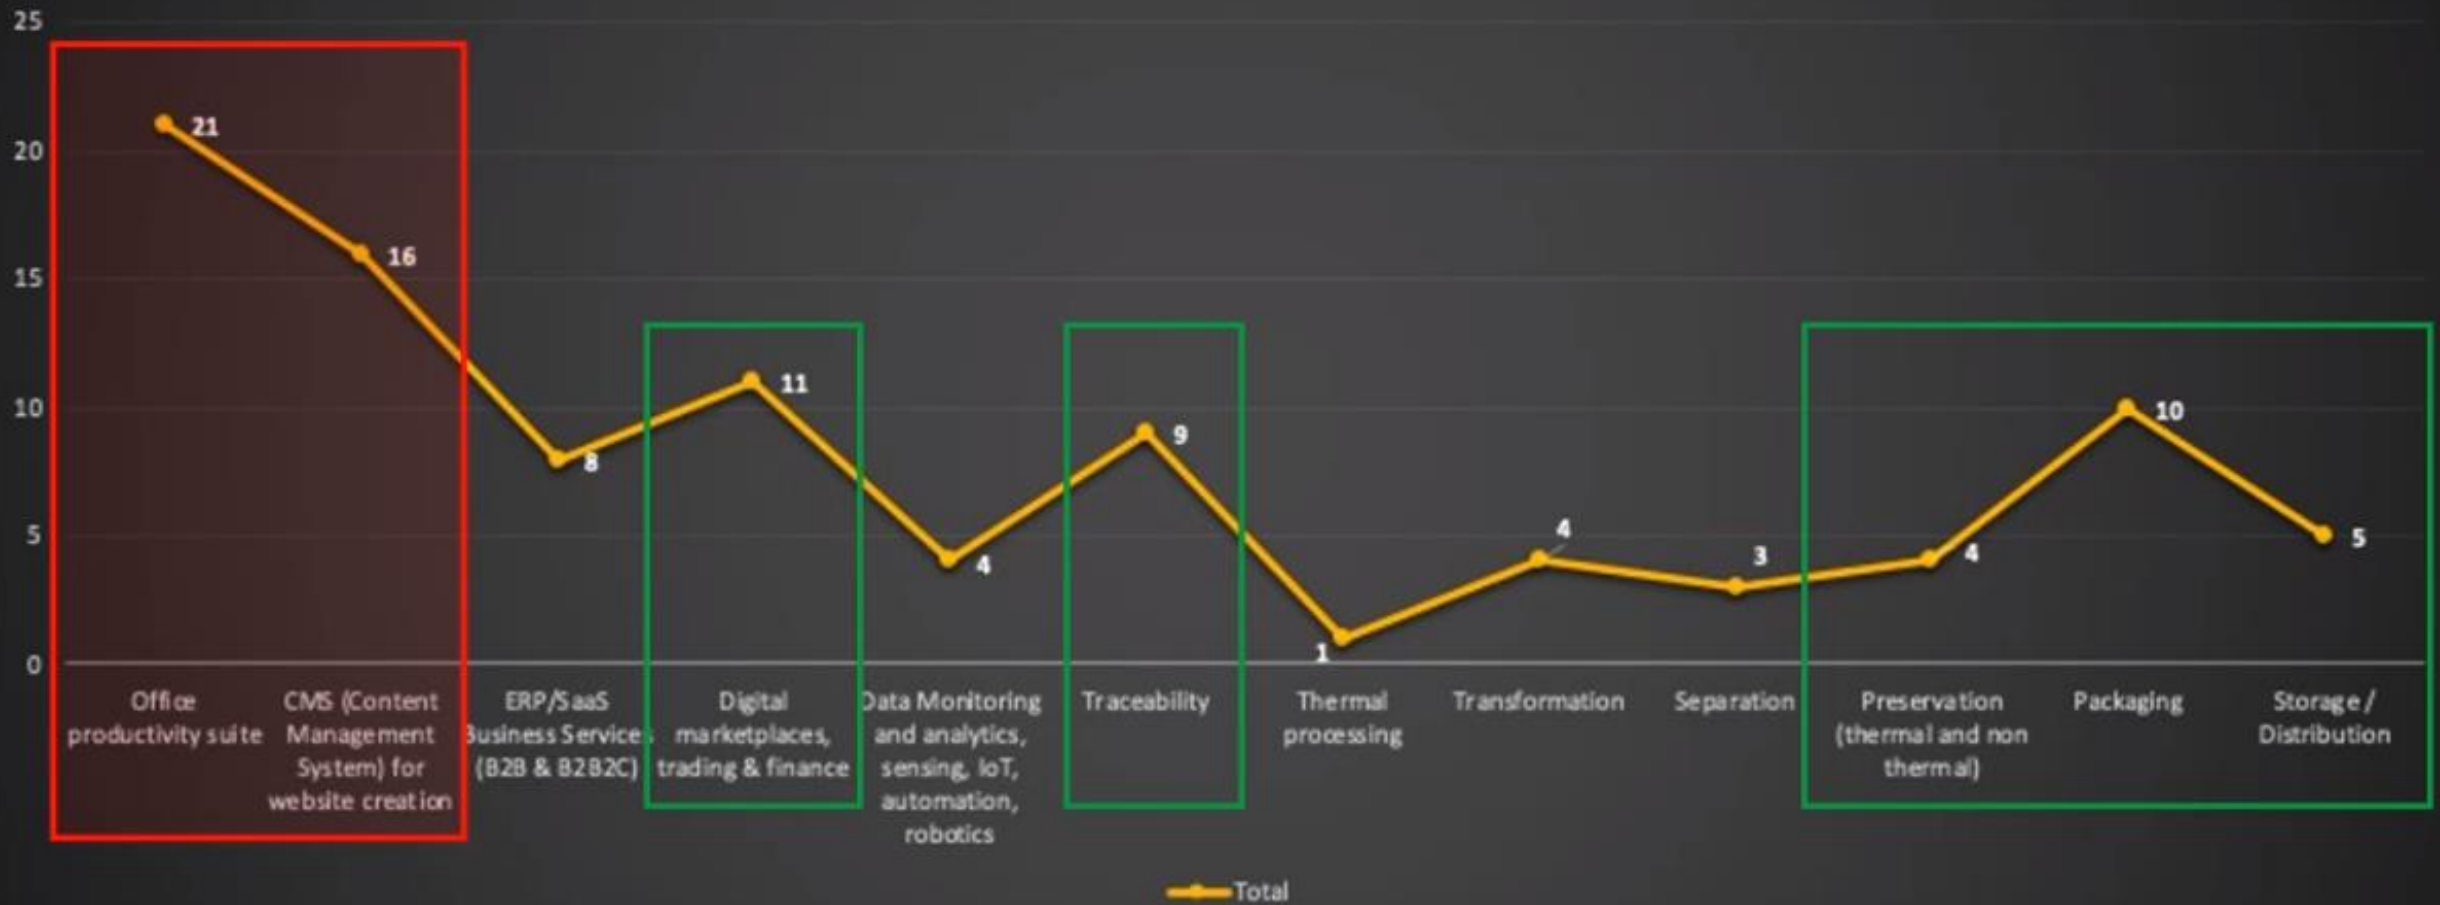 25
20
15
10
5
0
21
16
8
11
4
9
1
4
3
4
10
5
Office
productivity suite
CMS (Content
Management
System) for
website creation
ERP/SaaS
Business Services
(B2B & B2B2C)
Digital
marketplaces,
trading & finance
Data Monitoring
and analytics,
sensing, IoT,
automation,
robotics
Traceability
Thermal
processing
Transformation
Separation
Preservation
(thermal and non
thermal)
Packaging
Storage /
Distribution
Total